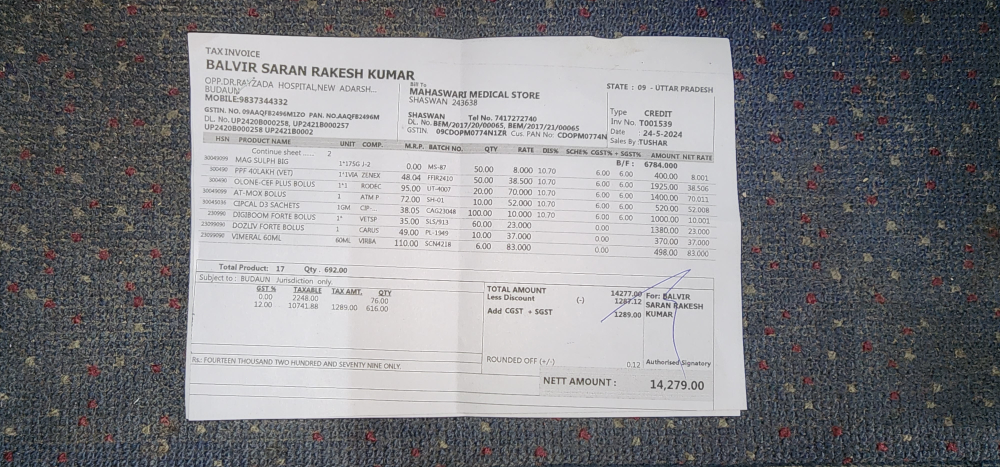 TAX INVOICE
BALVIR SARAN RAKESH KUMAR
OPP.DR.RAYZADA HOSPITAL,NEW ADARSH...
BUDAUN
MOBILE:9837344332
GSTIN. NO. 09AAQFB2496M1ZO PAN. NO.AAQFB2496M
DL. No.UP2420B000258, UP2421B000257
UP2420B000258 UP2421B0002
Bill To
MAHASWARI MEDICAL STORE
SHASWAN 243638
SHASWAN Tel No. 7417272740
DL. No. BEM/2017/20/00065, BEM/2017/21/00065
GSTIN. 09CDOPM0774N1ZR Cus. PAN No: CDOPM0774N
STATE : 09 - UTTAR PRADESH
Type CREDIT
Inv No. T001539
Date : 24-5-2024
Sales By: TUSHAR
HSN PRODUCT NAME UNIT COMP. M.R.P. BATCH NO. QTY RATE DIS% SCHE% CGST% + SGST% AMOUNT NET RATE
Continue sheet ...... 2 B/F : 6784.00
30049099 MAG SULPH BIG 1*175G J-2 0.00 MS-87 50.00 8.000 10.70 6.00 6.00 400.00 8.001
300490 PPF 40LAKH (VET) 1*1VIA ZENEX 48.04 FFIR2410 50.00 38.500 10.70 6.00 6.00 1925.00 38.506
300490 OLONE-CEF PLUS BOLUS 1*1 RODEC 95.00 UT-4007 20.00 70.000 10.70 6.00 6.00 1400.00 70.011
30049099 AT-MOX BOLUS 1 ATM P 72.00 SH-01 10.00 52.000 10.70 6.00 6.00 520.00 52.008
30045036 CIPCAL D3 SACHETS 1GM CIP-... 38.05 CAG23048 100.00 10.000 10.70 6.00 6.00 1000.00 10.001
230990 DIGIBOOM FORTE BOLUS 1* VETSP 35.00 SLS/913 60.00 23.000 0.00 1380.00 23.000
23099090 DOZLIV FORTE BOLUS 1 CARUS 49.00 PL-1949 10.00 37.000 0.00 370.00 37.000
23099090 VIMERAL 60ML 60ML VIRBA 110.00 SCN4218 6.00 83.000 0.00 498.00 83.000
Total Product: 17 Qty . 692.00
Subject to : BUDAUN Jursdiction only.
GST % TAXABLE TAX AMT. QTY
0.00 2248.00 76.00
12.00 10741.88 1289.00 616.00
TOTAL AMOUNT 14277.00
Less Discount (-) 1287.12
Add CGST + SGST 1289.00
For: BALVIR
SARAN RAKESH
KUMAR
ROUNDED OFF (+/-) 0.12
Authorised Signatory
Rs: FOURTEEN THOUSAND TWO HUNDRED AND SEVENTY NINE ONLY.
NETT AMOUNT : 14,279.00